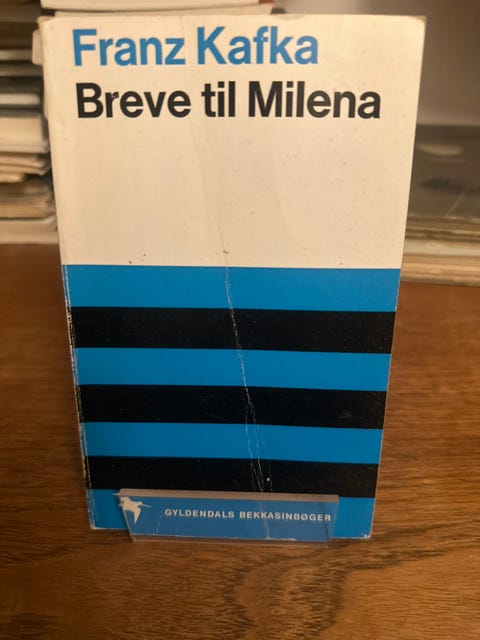 Franz Kafka
Breve til Milena
GYLDENDALS BEKKASINBØGER